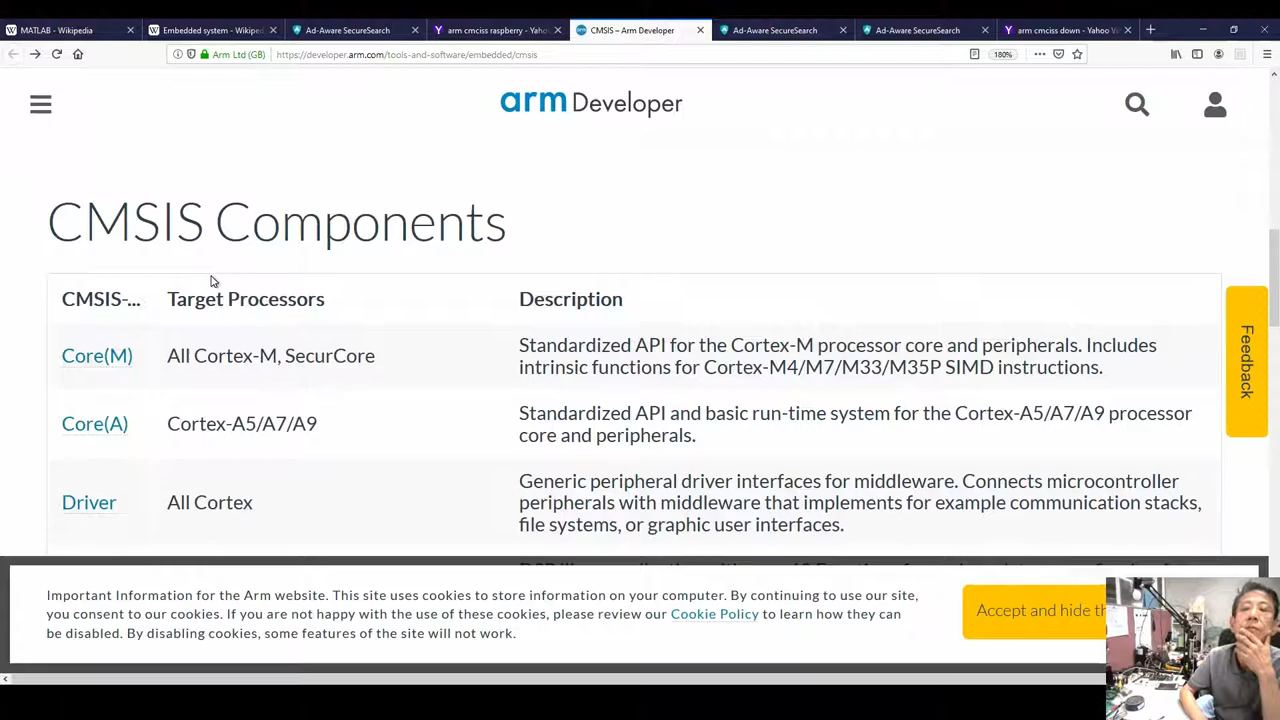 MATLAB - Wikipedia
Embedded system - Wikiped
Ad-Aware SecureSearch
arm cmciss raspberry - Yaho
CMSIS – Arm Developer
Ad-Aware SecureSearch
Ad-Aware SecureSearch
arm cmciss down - Yahoo V
Arm Ltd (GB)
https://developer.arm.com/tools-and-software/embedded/cmsis
180%
arm Developer
CMSIS Components
CMSIS-... Target Processors Description
Core(M) All Cortex-M, SecurCore
Standardized API for the Cortex-M processor core and peripherals. Includes
intrinsic functions for Cortex-M4/M7/M33/M35P SIMD instructions.
Core(A) Cortex-A5/A7/A9
Standardized API and basic run-time system for the Cortex-A5/A7/A9 processor
core and peripherals.
Driver All Cortex
Generic peripheral driver interfaces for middleware. Connects microcontroller
peripherals with middleware that implements for example communication stacks,
file systems, or graphic user interfaces.
Feedback
Important Information for the Arm website. This site uses cookies to store information on your computer. By continuing to use our site,
you consent to our cookies. If you are not happy with the use of these cookies, please review our Cookie Policy to learn how they can
be disabled. By disabling cookies, some features of the site will not work.
Accept and hide th